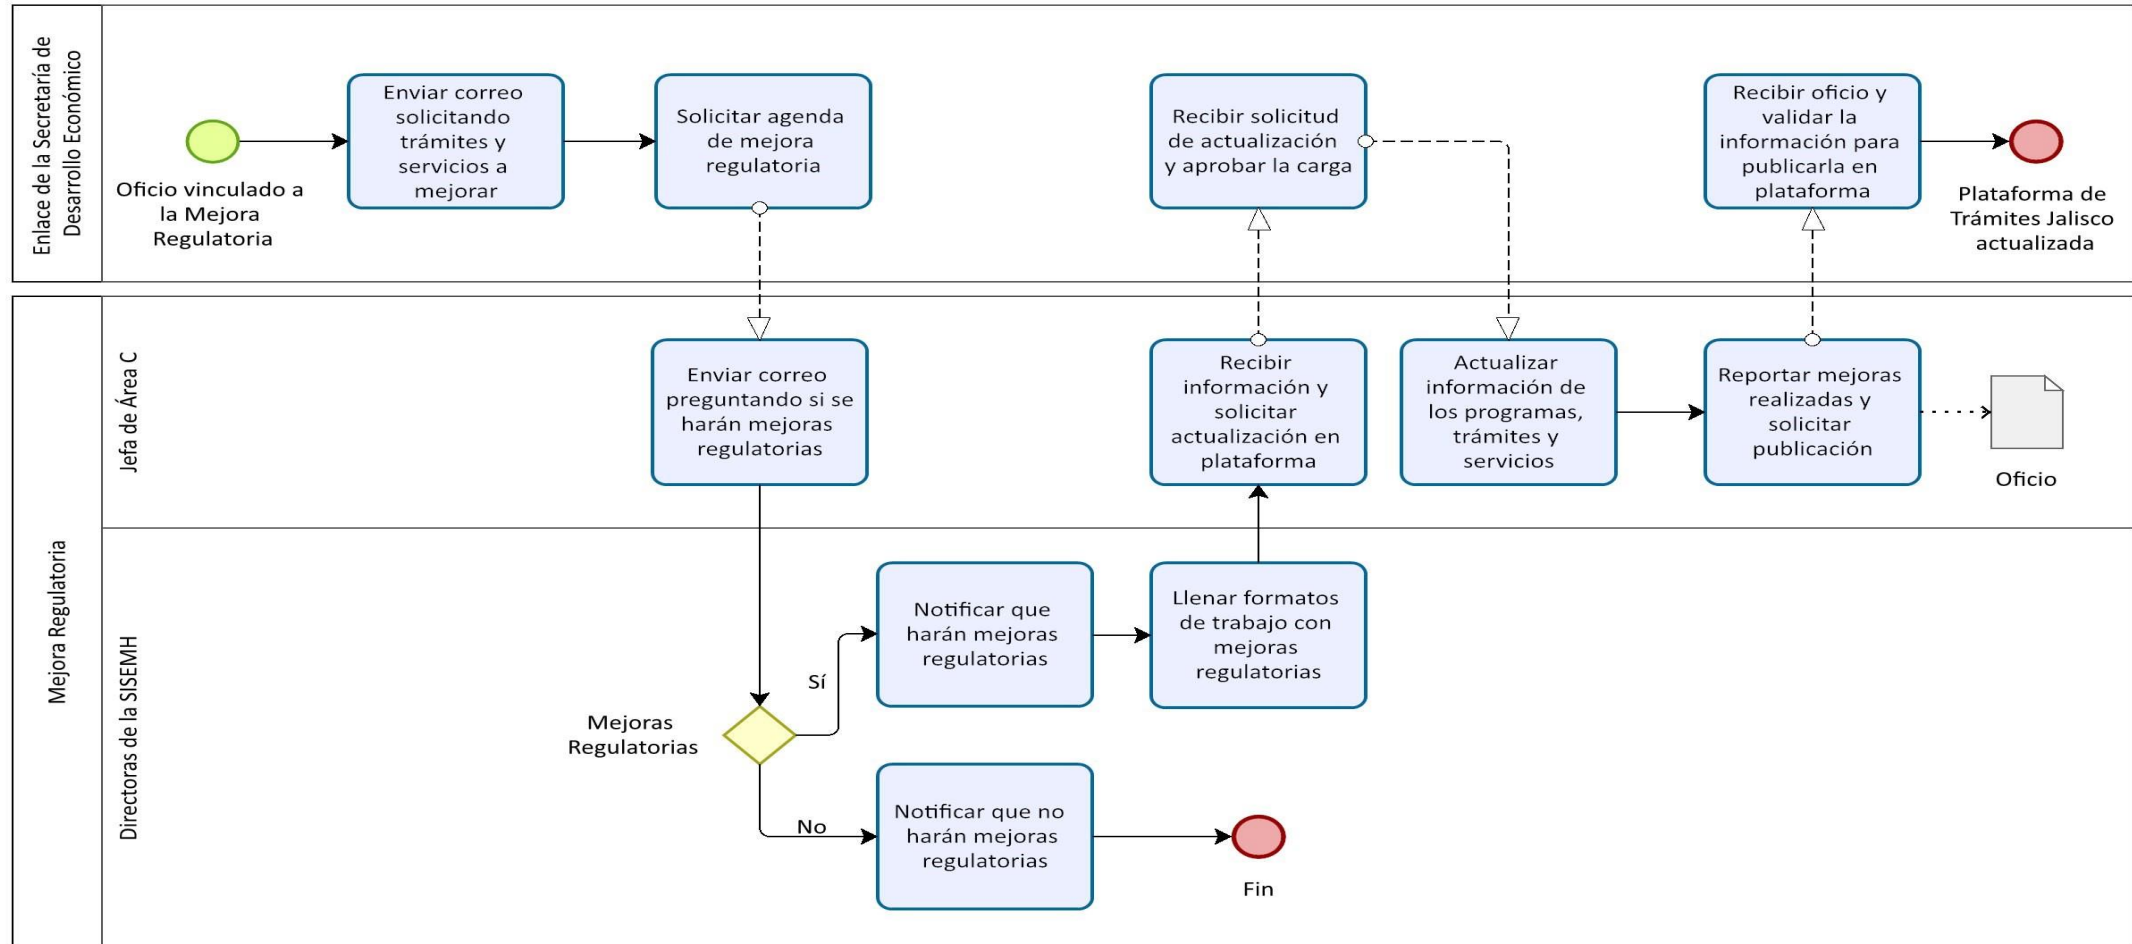 Enlace de la Secretaría de
Desarrollo Económico
Oficio vinculado a
la Mejora
Regulatoria
Enviar correo
solicitando
trámites y
servicios a
mejorar
Solicitar agenda
de mejora
regulatoria
Recibir solicitud
de actualización
y aprobar la carga
Recibir oficio y
validar la
información para
publicarla en
plataforma
Plataforma de
Trámites Jalisco
actualizada
Mejora Regulatoria
Jefa de Área C
Enviar correo
preguntando si se
harán mejoras
regulatorias
Recibir
información y
solicitar
actualización en
plataforma
Actualizar
información de
los programas,
trámites y
servicios
Reportar mejoras
realizadas y
solicitar
publicación
Oficio
Directoras de la SISEMH
Mejoras
Regulatorias
Sí
Notificar que
harán mejoras
regulatorias
Llenar formatos
de trabajo con
mejoras
regulatorias
No
Notificar que no
harán mejoras
regulatorias
Fin